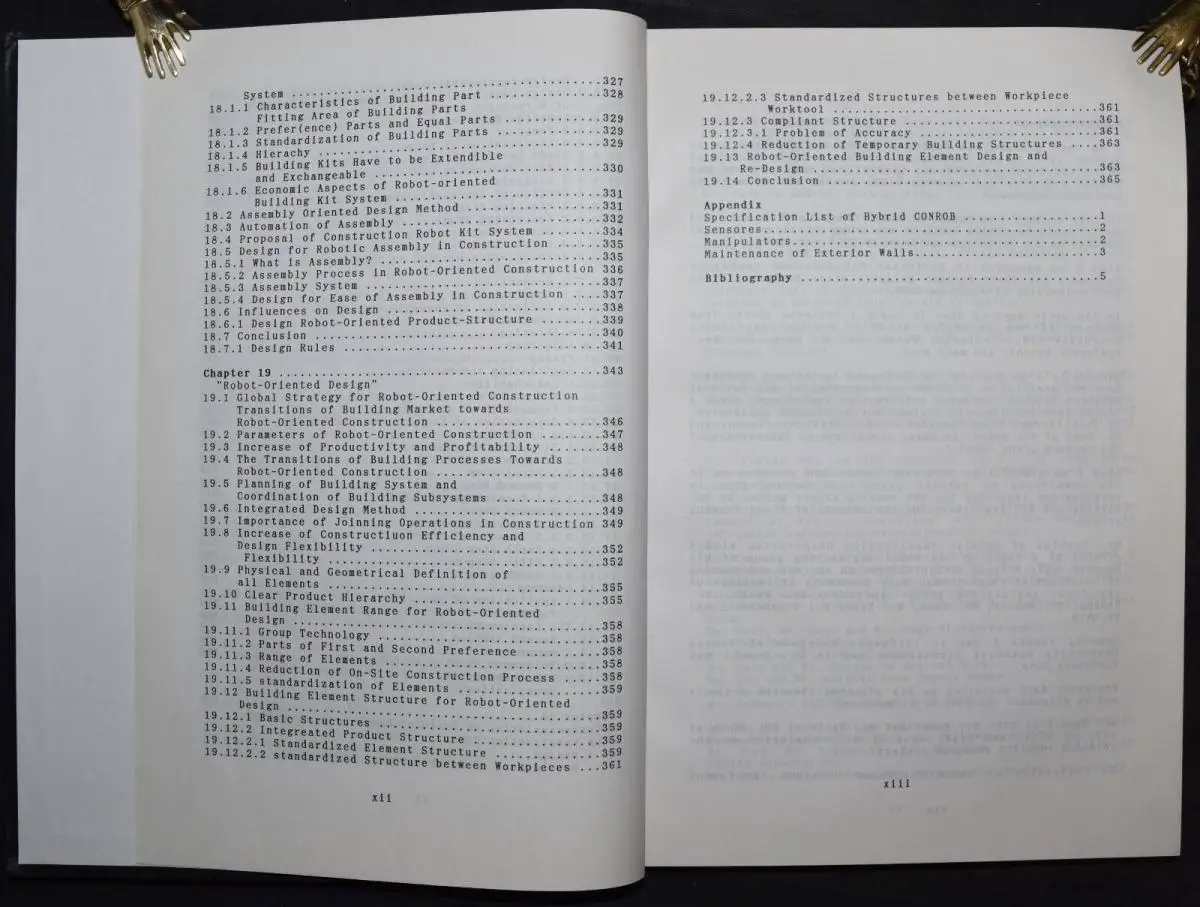 System ..........................................327
18.1.1 Characteristics of Building Part ...............328
Fitting Area of Building Parts
18.1.2 Prefer(ence) Parts and Equal Parts .............329
18.1.3 Standardization of Building Parts ..............329
18.1.4 Hierachy .......................................329
18.1.5 Building Kits Have to be Extendible
and Exchangeable ................................330
18.1.6 Economic Aspects of Robot-oriented
Building Kit System .............................331
18.2 Assembly Oriented Design Method ..................331
18.3 Automation of Assembly ...........................332
18.4 Proposal of Construction Robot Kit System ........334
18.5 Design for Robotic Assembly in Construction ......335
18.5.1 What is Assembly? ..............................335
18.5.2 Assembly Process in Robot-Oriented Construction 336
18.5.3 Assembly System ................................337
18.5.4 Design for Ease of Assembly in Construction ....337
18.6 Influences on Design .............................338
18.6.1 Design Robot-Oriented Product-Structure ........339
18.7 Conclusion .......................................340
18.7.1 Design Rules ...................................341
Chapter 19 ............................................343
"Robot-Oriented Design"
19.1 Global Strategy for Robot-Oriented Construction
Transitions of Building Market towards
Robot-Oriented Construction .......................346
19.2 Parameters of Robot-Oriented Construction ........347
19.3 Increase of Productivity and Profitability .......348
19.4 The Transitions of Building Processes Towards
Robot-Oriented Construction .......................348
19.5 Planning of Building System and
Coordination of Building Subsystems ...............348
19.6 Integrated Design Method .........................349
19.7 Importance of Joinning Operations in Construction 349
19.8 Increase of Constructiuon Efficiency and
Design Flexibility ................................352
Flexibility .......................................352
19.9 Physical and Geometrical Definition of
all Elements ......................................355
19.10 Clear Product Hierarchy .........................355
19.11 Building Element Range for Robot-Oriented
Design ............................................358
19.11.1 Group Technology ..............................358
19.11.2 Parts of First and Second Preference ..........358
19.11.3 Range of Elements .............................358
19.11.4 Reduction of On-Site Construction Process .....358
19.11.5 standardization of Elements ...................359
19.12 Building Element Structure for Robot-Oriented
Design ............................................359
19.12.1 Basic Structures ..............................359
19.12.2 Integreated Product Structure .................359
19.12.2.1 Standardized Element Structure ..............359
19.12.2.2 standardized Structure between Workpieces ...361
xii
19.12.2.3 Standardized Structures between Workpiece
Worktool .....................................361
19.12.3 Compliant Structure ...........................361
19.12.3.1 Problem of Accuracy .........................361
19.12.4 Reduction of Temporary Building Structures ....363
19.13 Robot-Oriented Building Element Design and
Re-Design ........................................363
19.14 Conclusion ......................................365
Appendix
Specification List of Hybrid CONROB ...................1
Sensores...............................................2
Manipulators...........................................2
Maintenance of Exterior Walls..........................3
Bibliography ..........................................5
xiii